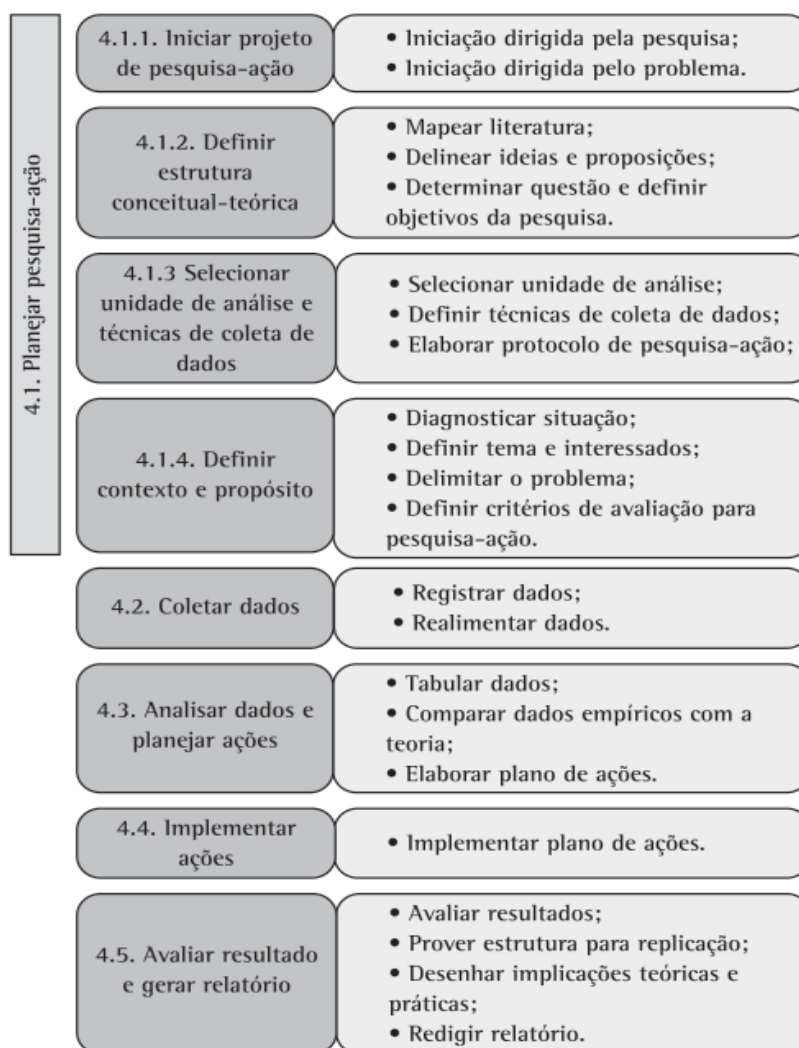 4.1. Planejar pesquisa-ação
4.1.1. Iniciar projeto
de pesquisa-ação
• Iniciação dirigida pela pesquisa;
• Iniciação dirigida pelo problema.
4.1.2. Definir
estrutura
conceitual-teórica
• Mapear literatura;
• Delinear ideias e proposições;
• Determinar questão e definir
objetivos da pesquisa.
4.1.3 Selecionar
unidade de análise e
técnicas de coleta de
dados
• Selecionar unidade de análise;
• Definir técnicas de coleta de dados;
• Elaborar protocolo de pesquisa-ação;
4.1.4. Definir
contexto e propósito
• Diagnosticar situação;
• Definir tema e interessados;
• Delimitar o problema;
• Definir critérios de avaliação para
pesquisa-ação.
4.2. Coletar dados
• Registrar dados;
• Realimentar dados.
4.3. Analisar dados e
planejar ações
• Tabular dados;
• Comparar dados empíricos com a
teoria;
• Elaborar plano de ações.
4.4. Implementar
ações
• Implementar plano de ações.
4.5. Avaliar resultado
e gerar relatório
• Avaliar resultados;
• Prover estrutura para replicação;
• Desenhar implicações teóricas e
práticas;
• Redigir relatório.